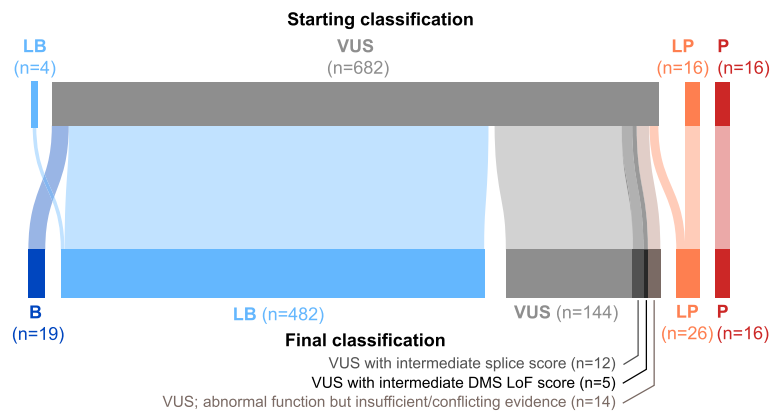 Starting classification
LB
(n=4)
VUS
(n=682)
LP
(n=16)
P
(n=16)
B
(n=19)
LB (n=482)
VUS (n=144)
LP
(n=26)
P
(n=16)
Final classification
VUS with intermediate splice score (n=12)
VUS with intermediate DMS LoF score (n=5)
VUS; abnormal function but insufficient/conflicting evidence (n=14)